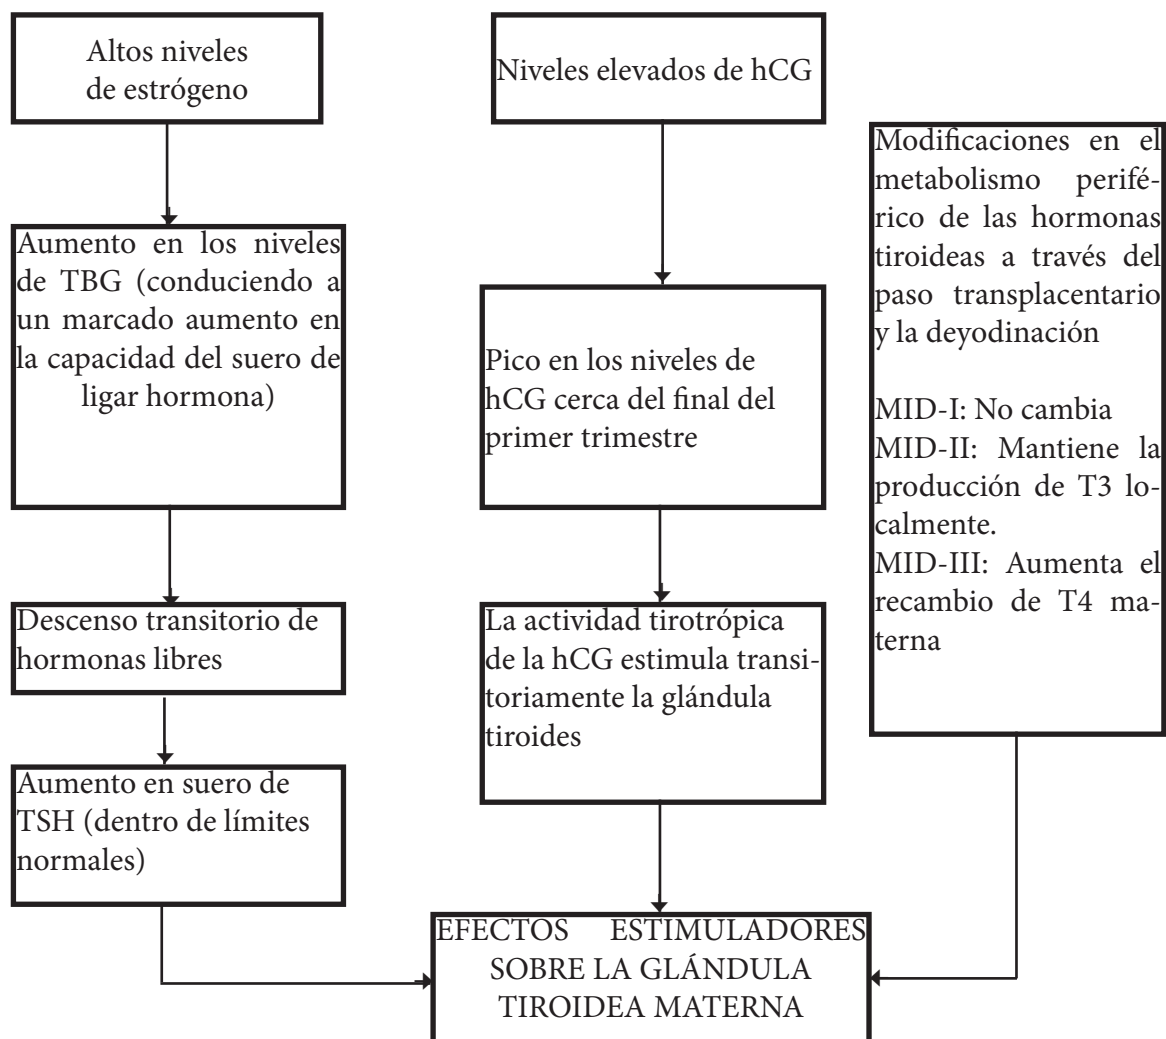 Altos niveles
de estrógeno
Aumento en los niveles
de TBG (conduciendo a
un marcado aumento en
la capacidad del suero de
ligar hormona)
Descenso transitorio de
hormonas libres
Aumento en suero de
TSH (dentro de límites
normales)
Niveles elevados de hCG
Pico en los niveles de
hCG cerca del final del
primer trimestre
La actividad tirotrópica
de la hCG estimula transi-
toriamente la glándula
tiroides
Modificaciones en el
metabolismo perifé-
rico de las hormonas
tiroideas a través del
paso transplacentario
y la deyodinación
MID-I: No cambia
MID-II: Mantiene la
producción de T3 lo-
calmente.
MID-III: Aumenta el
recambio de T4 ma-
terna
EFECTOS ESTIMULADORES
SOBRE LA GLÁNDULA
TIROIDEA MATERNA